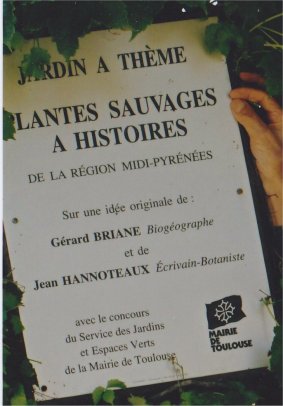 JARDIN A THÈME
PLANTES SAUVAGES
A HISTOIRES
DE LA RÉGION MIDI-PYRÉNÉES
Sur une idée originale de :
Gérard BRIANE Biogéographe
et de
Jean HANNOTEAUX Écrivain-Botaniste
avec le concours
du Service des Jardins
et Espaces Verts
de la Mairie de Toulouse
MAIRIE
DE
TOULOUSE